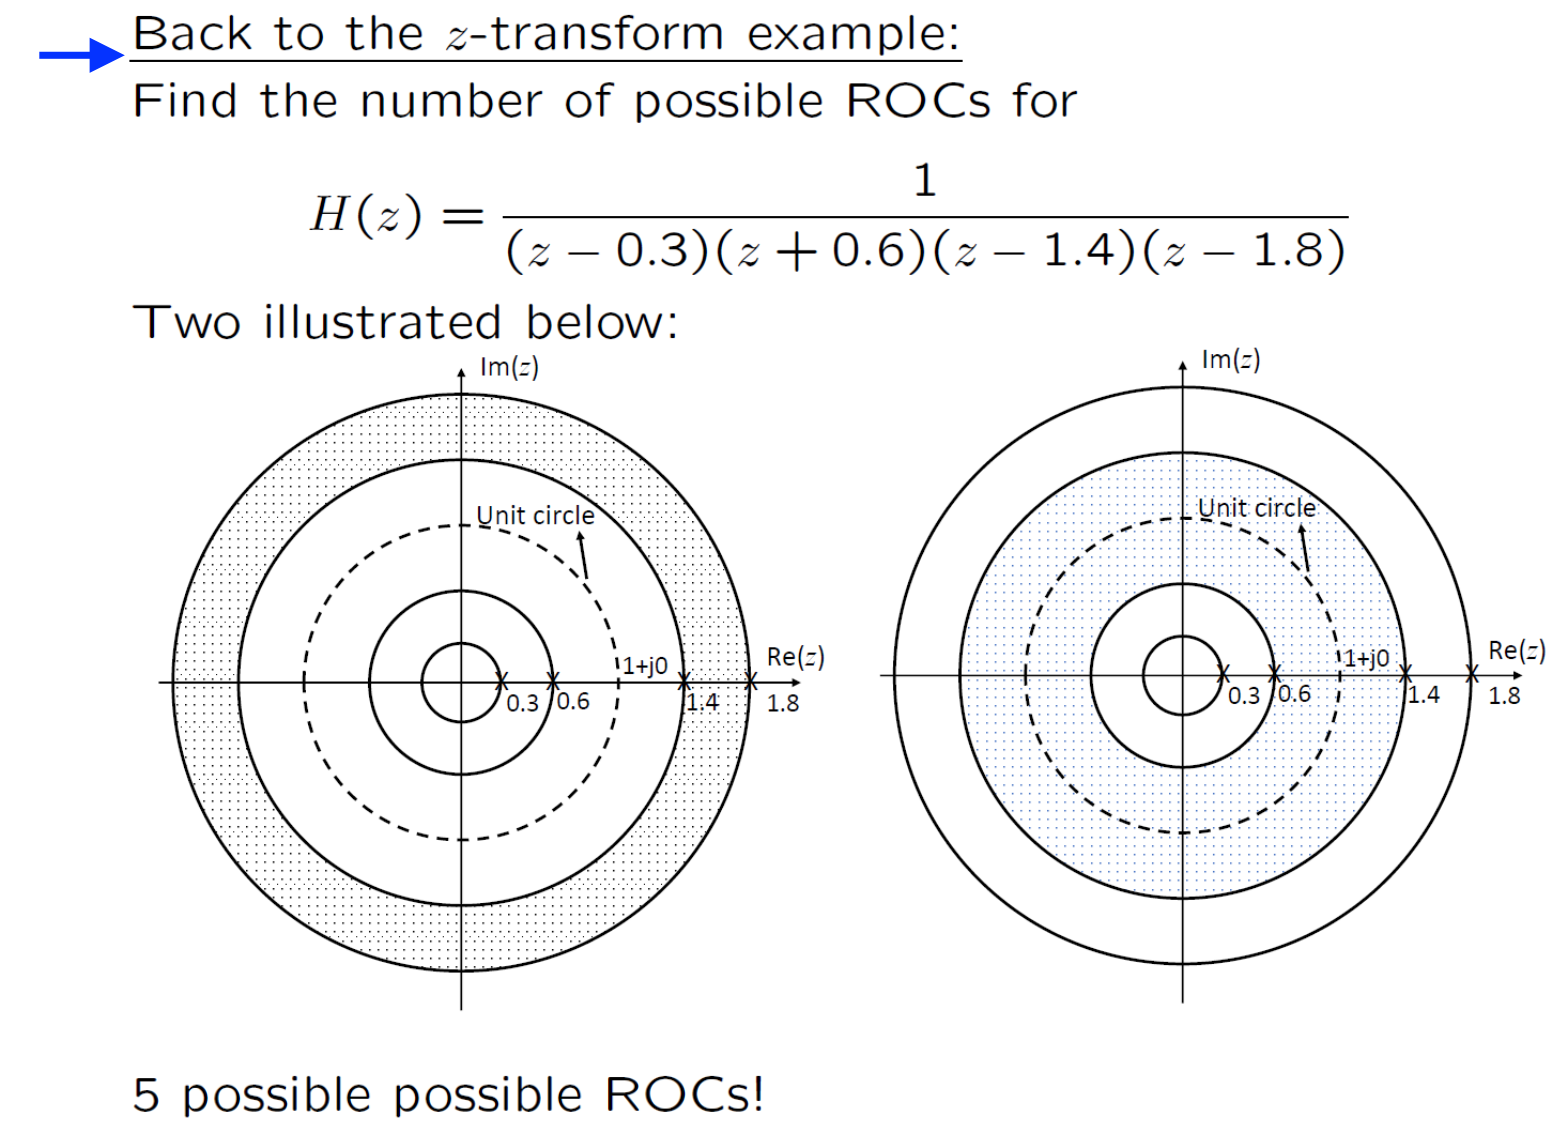 Back to the z-transform example:
Find the number of possible ROCs for
H(z) = 1 / (z − 0.3)(z + 0.6)(z − 1.4)(z − 1.8)
Two illustrated below:
Im(z)
Unit circle
Re(z)
1+j0
0.3
0.6
1.4
1.8
Im(z)
Unit circle
Re(z)
1+j0
0.3
0.6
1.4
1.8
5 possible possible ROCs!